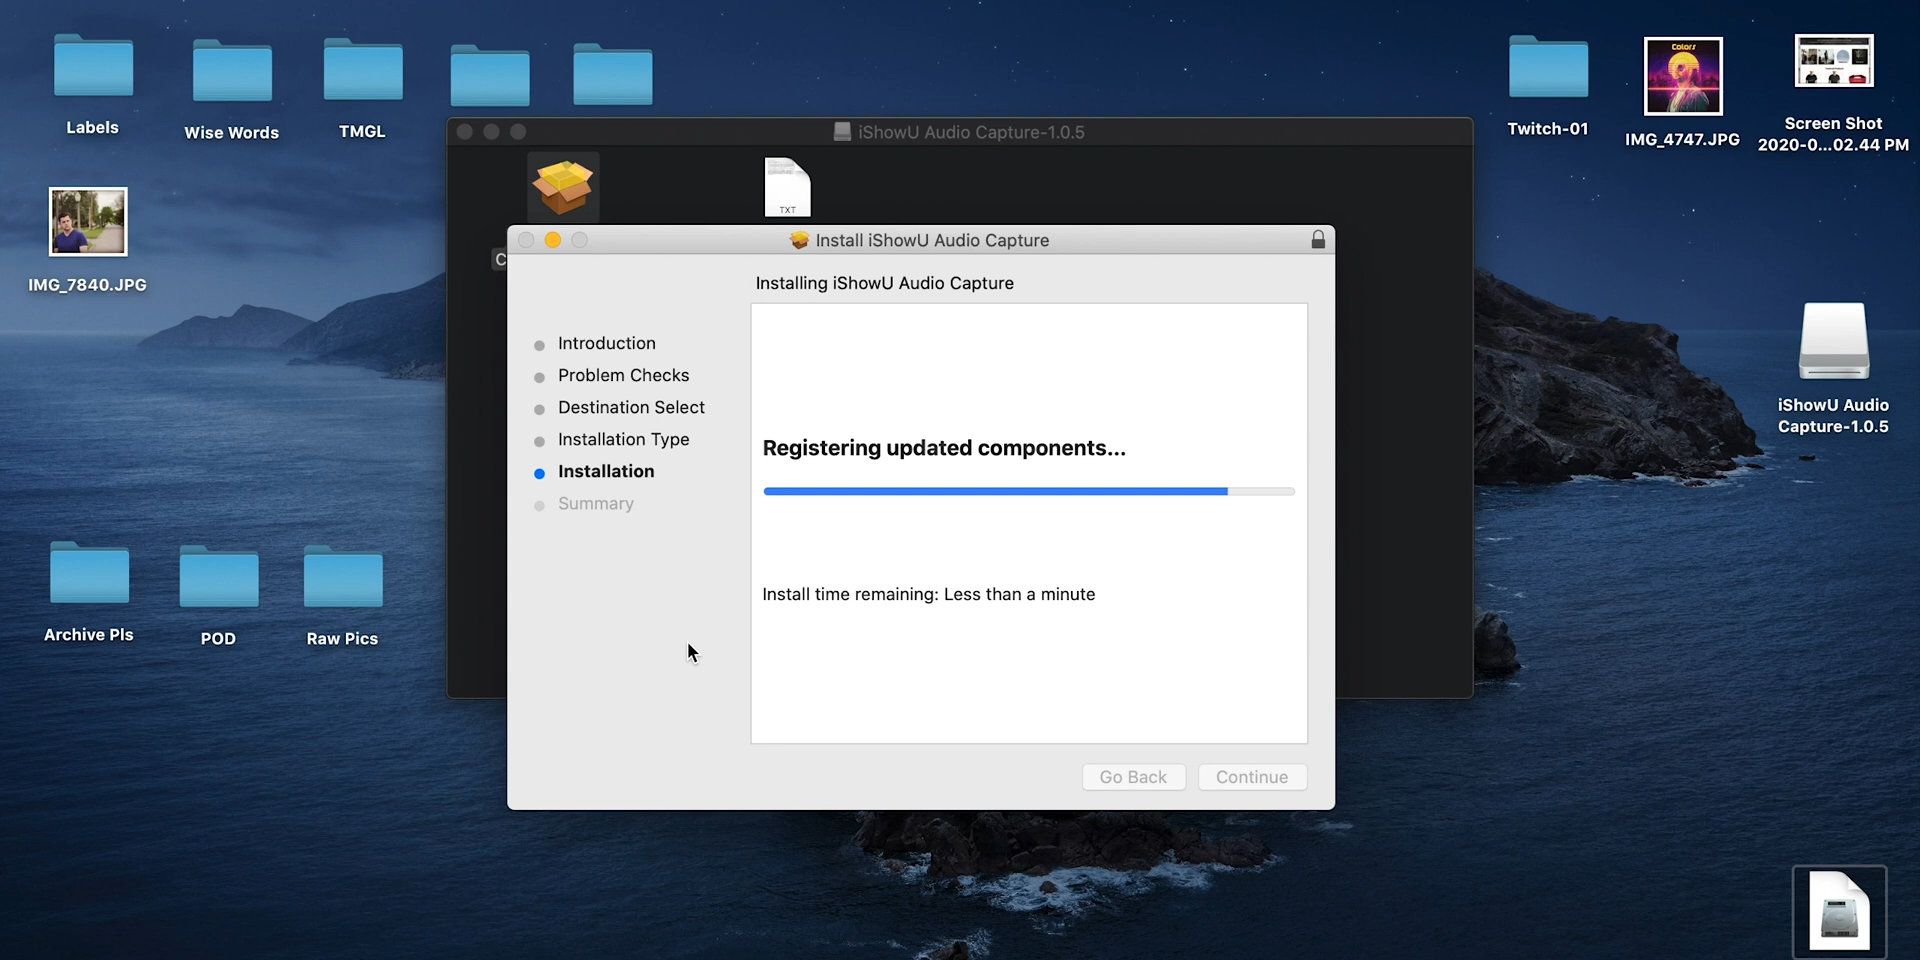 Labels
Wise Words
TMGL
Twitch-01
Colors
IMG_4747.JPG
Screen Shot
2020-0...02.44 PM
iShowU Audio Capture-1.0.5
TXT
IMG_7840.JPG
C
Install iShowU Audio Capture
Installing iShowU Audio Capture
Introduction
Problem Checks
Destination Select
Installation Type
Installation
Summary
Registering updated components...
Install time remaining: Less than a minute
Go Back
Continue
iShowU Audio
Capture-1.0.5
Archive Pls
POD
Raw Pics